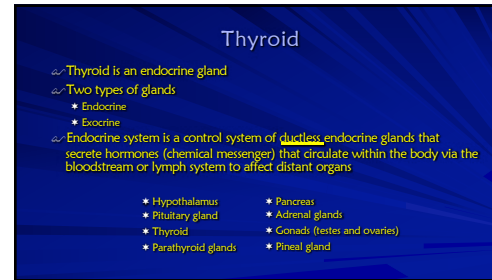 Thyroid
Thyroid is an endocrine gland
Two types of glands
Endocrine
Exocrine
Endocrine system is a control system of ductless endocrine glands that
secrete hormones (chemical messenger) that circulate within the body via the
bloodstream or lymph system to affect distant organs
Hypothalamus
Pituitary gland
Thyroid
Parathyroid glands
Pancreas
Adrenal glands
Gonads (testes and ovaries)
Pineal gland